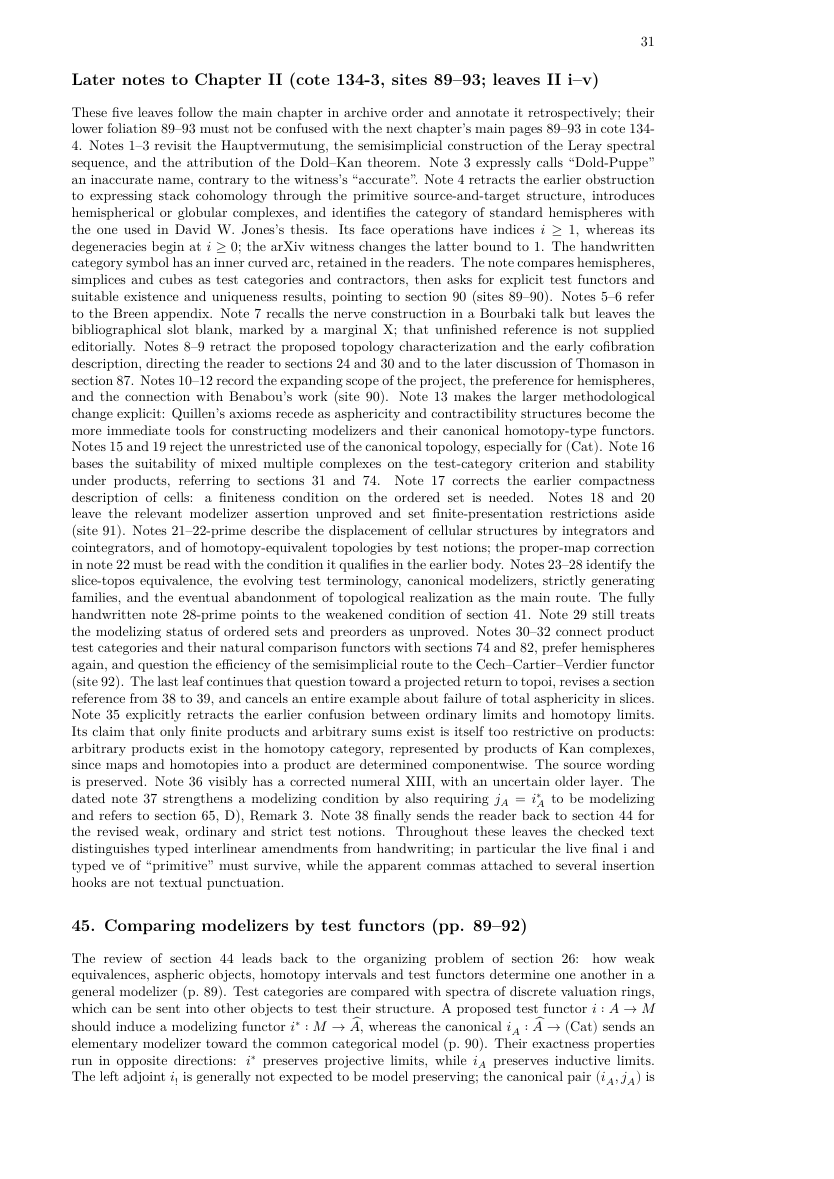 31
Later notes to Chapter II (cote 134-3, sites 89–93; leaves II i–v)
These five leaves follow the main chapter in archive order and annotate it retrospectively; their
lower foliation 89–93 must not be confused with the next chapter's main pages 89–93 in cote 134-
4. Notes 1–3 revisit the Hauptvermutung, the semisimplicial construction of the Leray spectral
sequence, and the attribution of the Dold–Kan theorem. Note 3 expressly calls “Dold-Puppe”
an inaccurate name, contrary to the witness's “accurate”. Note 4 retracts the earlier obstruction
to expressing stack cohomology through the primitive source-and-target structure, introduces
hemispherical or globular complexes, and identifies the category of standard hemispheres with
the one used in David W. Jones's thesis. Its face operations have indices i ≥ 1, whereas its
degeneracies begin at i ≥ 0; the arXiv witness changes the latter bound to 1. The handwritten
category symbol has an inner curved arc, retained in the readers. The note compares hemispheres,
simplices and cubes as test categories and contractors, then asks for explicit test functors and
suitable existence and uniqueness results, pointing to section 90 (sites 89–90). Notes 5–6 refer
to the Breen appendix. Note 7 recalls the nerve construction in a Bourbaki talk but leaves the
bibliographical slot blank, marked by a marginal X; that unfinished reference is not supplied
editorially. Notes 8–9 retract the proposed topology characterization and the early cofibration
description, directing the reader to sections 24 and 30 and to the later discussion of Thomason in
section 87. Notes 10–12 record the expanding scope of the project, the preference for hemispheres,
and the connection with Benabou's work (site 90). Note 13 makes the larger methodological
change explicit: Quillen's axioms recede as asphericity and contractibility structures become the
more immediate tools for constructing modelizers and their canonical homotopy-type functors.
Notes 15 and 19 reject the unrestricted use of the canonical topology, especially for (Cat). Note 16
bases the suitability of mixed multiple complexes on the test-category criterion and stability
under products, referring to sections 31 and 74. Note 17 corrects the earlier compactness
description of cells: a finiteness condition on the ordered set is needed. Notes 18 and 20
leave the relevant modelizer assertion unproved and set finite-presentation restrictions aside
(site 91). Notes 21–22-prime describe the displacement of cellular structures by integrators and
cointegrators, and of homotopy-equivalent topologies by test notions; the proper-map correction
in note 22 must be read with the condition it qualifies in the earlier body. Notes 23–28 identify the
slice-topos equivalence, the evolving test terminology, canonical modelizers, strictly generating
families, and the eventual abandonment of topological realization as the main route. The fully
handwritten note 28-prime points to the weakened condition of section 41. Note 29 still treats
the modelizing status of ordered sets and preorders as unproved. Notes 30–32 connect product
test categories and their natural comparison functors with sections 74 and 82, prefer hemispheres
again, and question the efficiency of the semisimplicial route to the Cech–Cartier–Verdier functor
(site 92). The last leaf continues that question toward a projected return to topoi, revises a section
reference from 38 to 39, and cancels an entire example about failure of total asphericity in slices.
Note 35 explicitly retracts the earlier confusion between ordinary limits and homotopy limits.
Its claim that only finite products and arbitrary sums exist is itself too restrictive on products:
arbitrary products exist in the homotopy category, represented by products of Kan complexes,
since maps and homotopies into a product are determined componentwise. The source wording
is preserved. Note 36 visibly has a corrected numeral XIII, with an uncertain older layer. The
dated note 37 strengthens a modelizing condition by also requiring j_A = i_A^* to be modelizing
and refers to section 65, D), Remark 3. Note 38 finally sends the reader back to section 44 for
the revised weak, ordinary and strict test notions. Throughout these leaves the checked text
distinguishes typed interlinear amendments from handwriting; in particular the live final i and
typed ve of “primitive” must survive, while the apparent commas attached to several insertion
hooks are not textual punctuation.
45. Comparing modelizers by test functors (pp. 89–92)
The review of section 44 leads back to the organizing problem of section 26: how weak
equivalences, aspheric objects, homotopy intervals and test functors determine one another in a
general modelizer (p. 89). Test categories are compared with spectra of discrete valuation rings,
which can be sent into other objects to test their structure. A proposed test functor i : A → M
should induce a modelizing functor i^* : M → Â, whereas the canonical i_A : Â → (Cat) sends an
elementary modelizer toward the common categorical model (p. 90). Their exactness properties
run in opposite directions: i^* preserves projective limits, while i_A preserves inductive limits.
The left adjoint i_! is generally not expected to be model preserving; the canonical pair (i_A, j_A) is